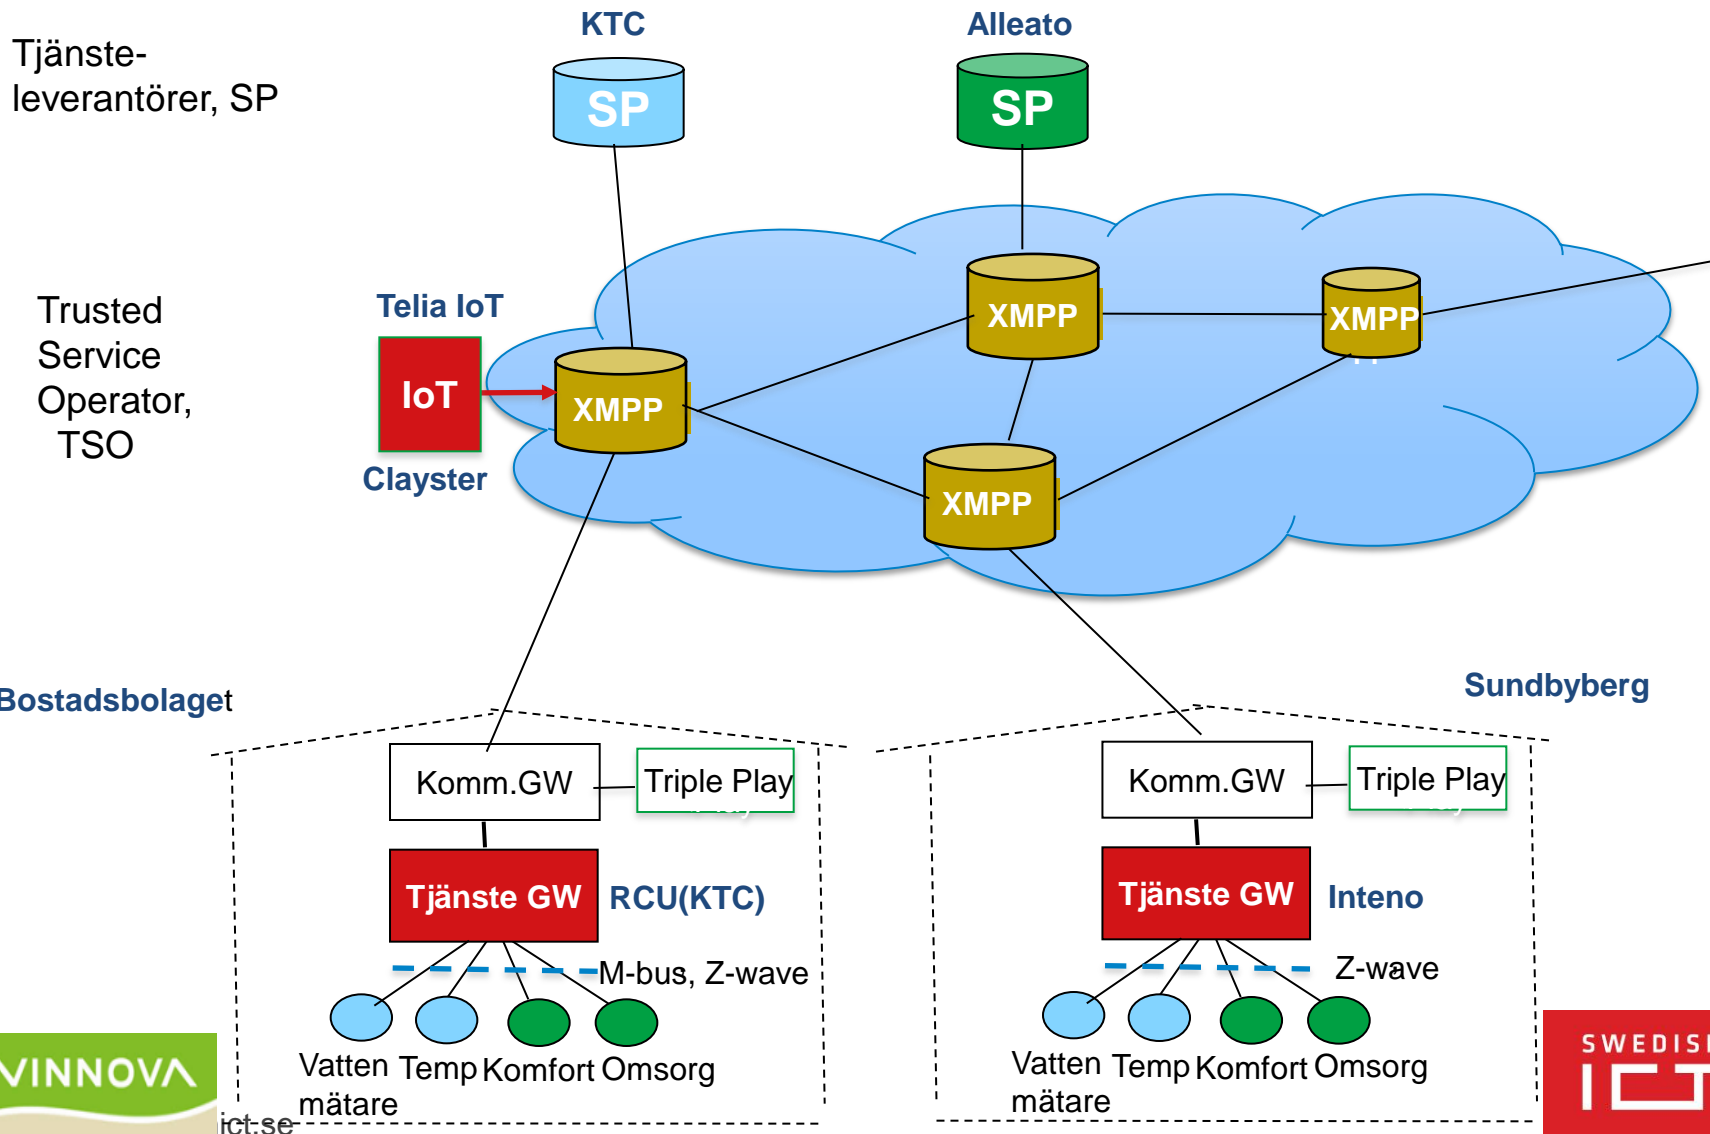 KTC
Alleato
Tjänste-
leverantörer, SP
SP
SP
Trusted
Service
Operator,
TSO
Telia IoT
IoT
Clayster
XMPP
XMPP
XMPP
XMPP
Bostadsbolaget
Sundbyberg
Komm.GW
Triple Play
Komm.GW
Triple Play
Tjänste GW
RCU(KTC)
Tjänste GW
Inteno
M-bus, Z-wave
Z-wave
Vatten
mätare
Temp
Komfort
Omsorg
Vatten
mätare
Temp
Komfort
Omsorg
VINNOVA
ict.se
SWEDISH
ICT